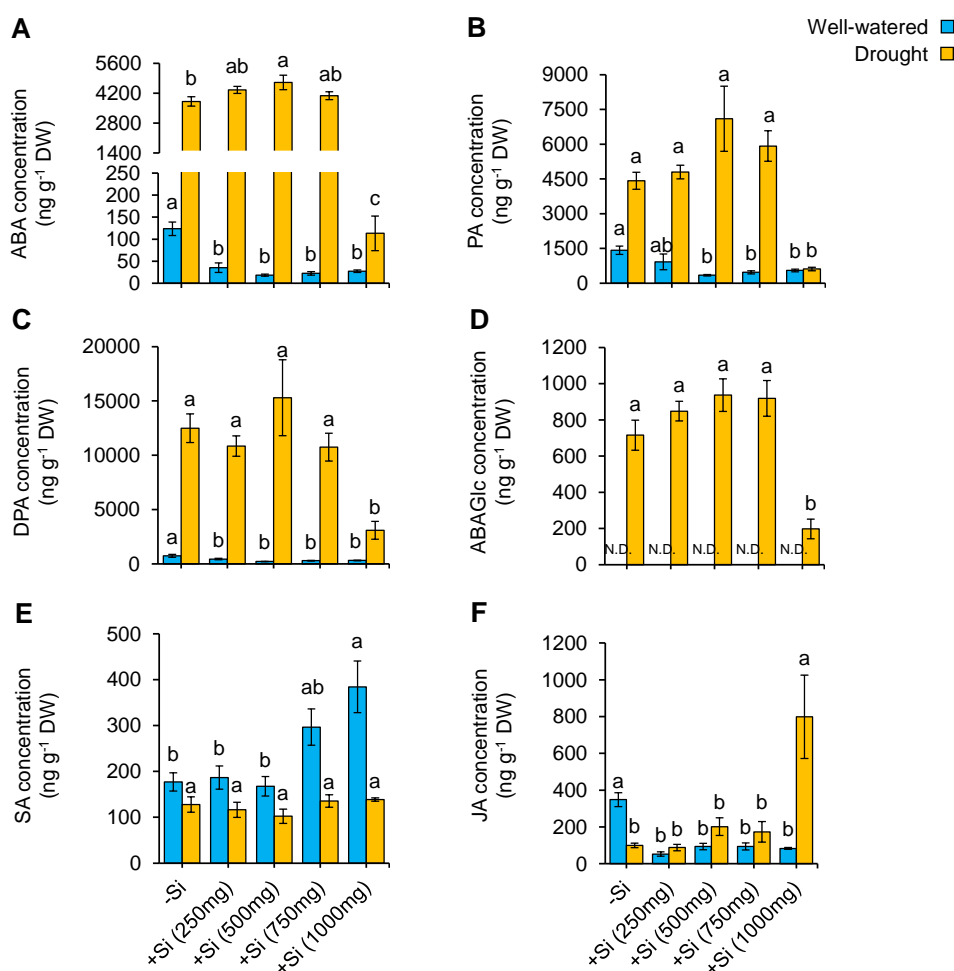 Well-watered
Drought
A
ABA concentration
(ng g⁻¹ DW)
5600
4200
2800
1400
250
200
150
100
50
0
a
b
b
ab
b
a
b
ab
b
c
B
PA concentration
(ng g⁻¹ DW)
9000
7500
6000
4500
3000
1500
0
a
a
ab
a
b
a
b
a
b
b
C
DPA concentration
(ng g⁻¹ DW)
20000
15000
10000
5000
0
a
a
b
a
b
a
b
a
b
b
D
ABAGlc concentration
(ng g⁻¹ DW)
1200
1000
800
600
400
200
0
N.D.
a
N.D.
a
N.D.
a
N.D.
a
N.D.
b
E
SA concentration
(ng g⁻¹ DW)
500
400
300
200
100
0
b
a
b
a
b
a
ab
a
a
a
-Si
+Si (250mg)
+Si (500mg)
+Si (750mg)
+Si (1000mg)
F
JA concentration
(ng g⁻¹ DW)
1200
1000
800
600
400
200
0
a
b
b
b
b
b
b
b
b
a
-Si
+Si (250mg)
+Si (500mg)
+Si (750mg)
+Si (1000mg)